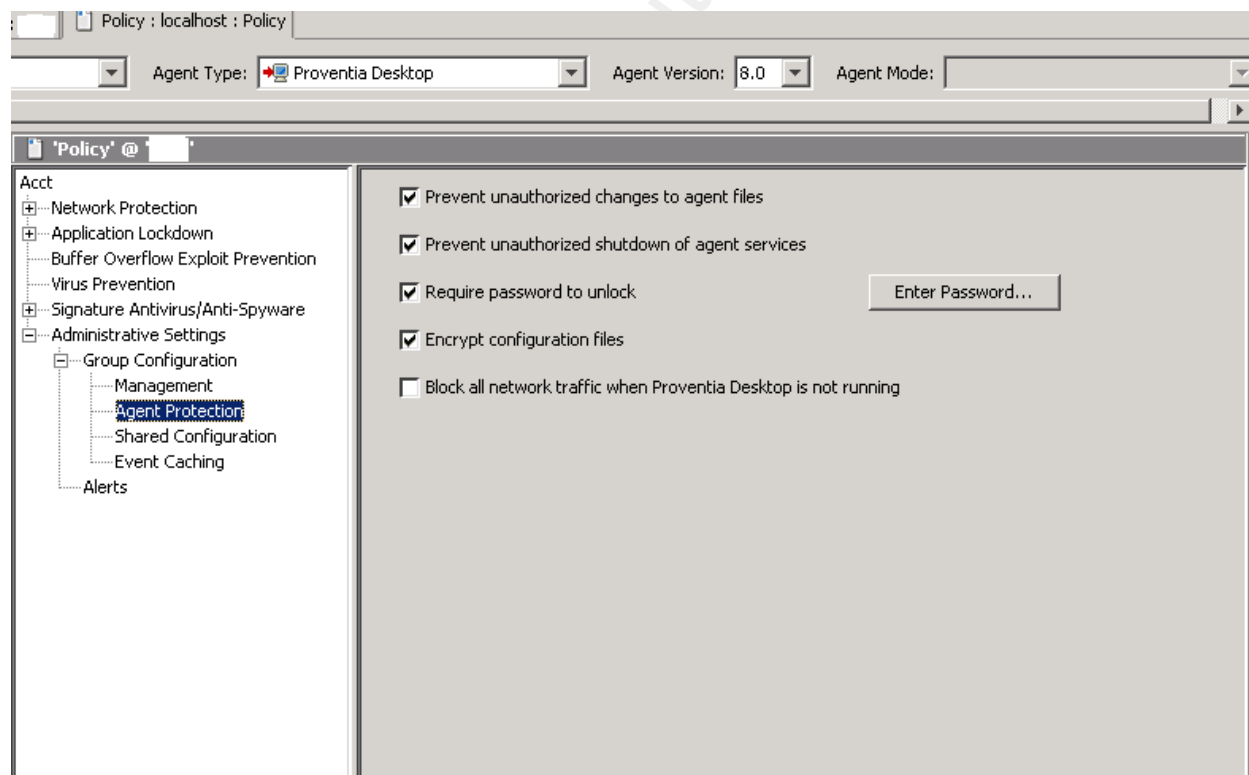 Policy : localhost : Policy
Agent Type: Proventia Desktop Agent Version: 8.0 Agent Mode:
'Policy' @ ' '
Acct
Network Protection
Application Lockdown
Buffer Overflow Exploit Prevention
Virus Prevention
Signature Antivirus/Anti-Spyware
Administrative Settings
Group Configuration
Management
Agent Protection
Shared Configuration
Event Caching
Alerts
Prevent unauthorized changes to agent files
Prevent unauthorized shutdown of agent services
Require password to unlock Enter Password...
Encrypt configuration files
Block all network traffic when Proventia Desktop is not running